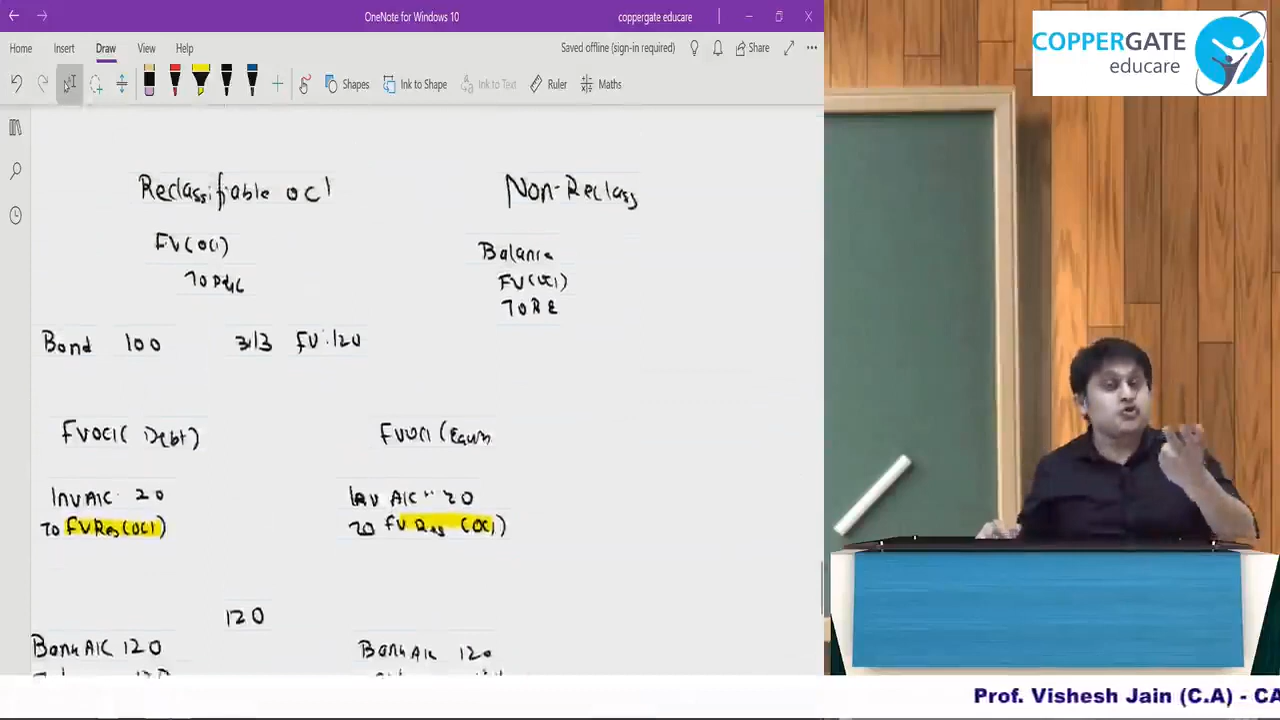 OneNote for Windows 10
coppergate educare
Home Insert Draw View Help
Saved offline (sign-in required)
Share
Shapes
Ink to Shape
Ink to Text
Ruler
Maths
COPPERGATE
educare
Reclassifiable OCI
Non-Reclass
FV(OCI)
TO P&L
Balance
FV(OCI)
TO RE
Bond 100 31/3 FV:120
FVOCI( Debt)
FVOCI (Equity
Inv A/C 20
Inv A/C 20
TO FV Res (OCI)
TO FV Res (OCI)
120
Bank A/C 120
Bank A/C 120
Prof. Vishesh Jain (C.A) - CA